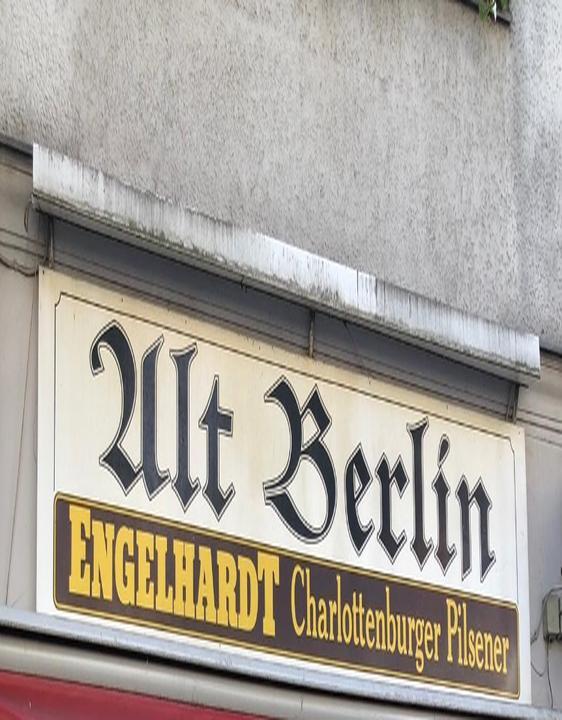 Alt Berlin
ENGELHARDT Charlottenburger Pilsener